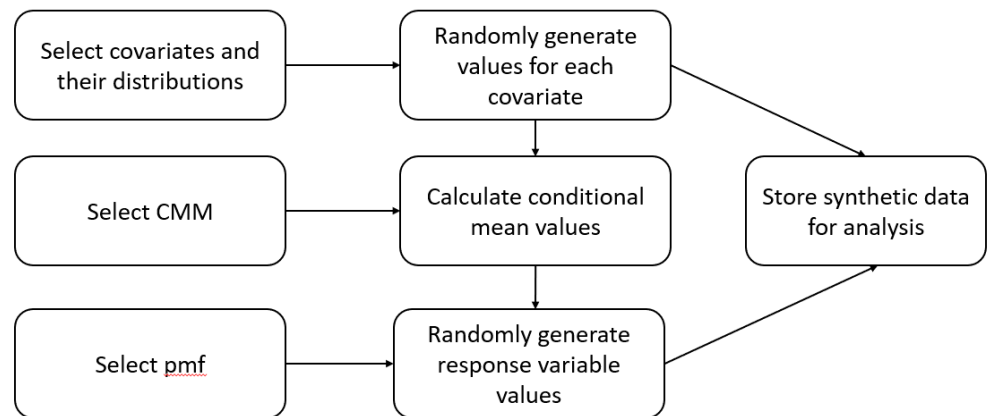 Select covariates and
their distributions
Randomly generate
values for each
covariate
Select CMM
Calculate conditional
mean values
Store synthetic data
for analysis
Select pmf
Randomly generate
response variable
values